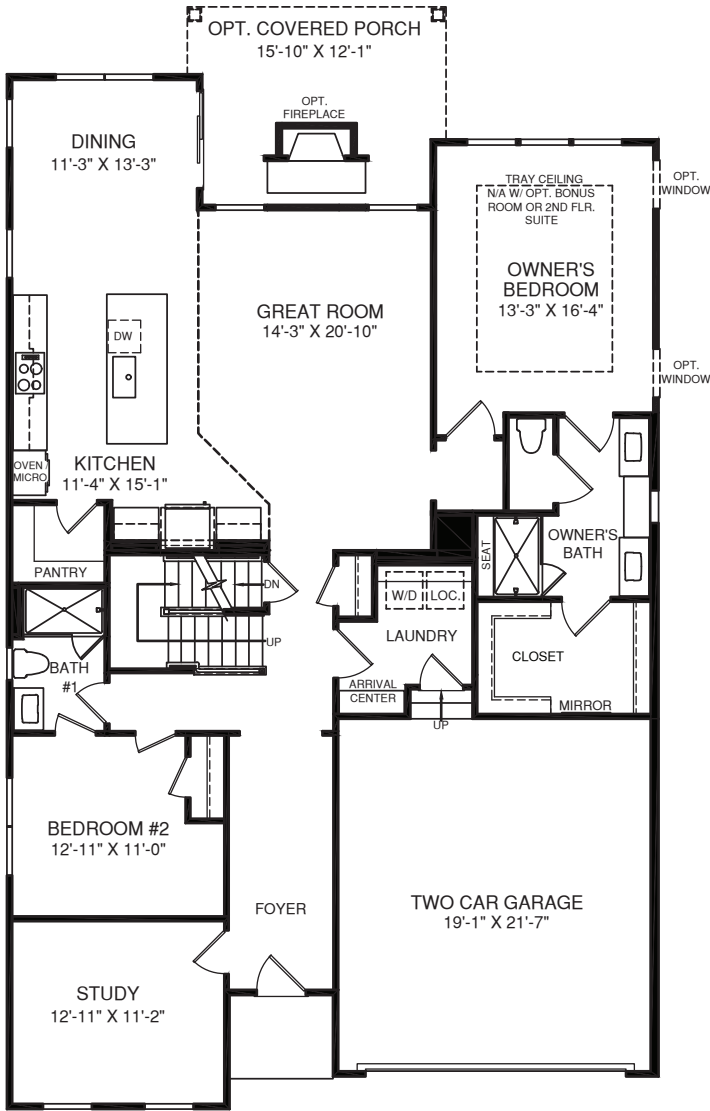 OPT. COVERED PORCH
15'-10" X 12'-1"
OPT.
FIREPLACE
DINING
11'-3" X 13'-3"
TRAY CEILING
N/A W/ OPT. BONUS
ROOM OR 2ND FLR.
SUITE
OPT.
WINDOW
OWNER'S
BEDROOM
13'-3" X 16'-4"
GREAT ROOM
14'-3" X 20'-10"
DW
OPT.
WINDOW
OVEN/
MICRO
KITCHEN
11'-4" X 15'-1"
PANTRY
SEAT
OWNER'S
BATH
DN
UP
W/D
LOC.
LAUNDRY
CLOSET
MIRROR
BATH
#1
ARRIVAL
CENTER
UP
BEDROOM #2
12'-11" X 11'-0"
FOYER
TWO CAR GARAGE
19'-1" X 21'-7"
STUDY
12'-11" X 11'-2"